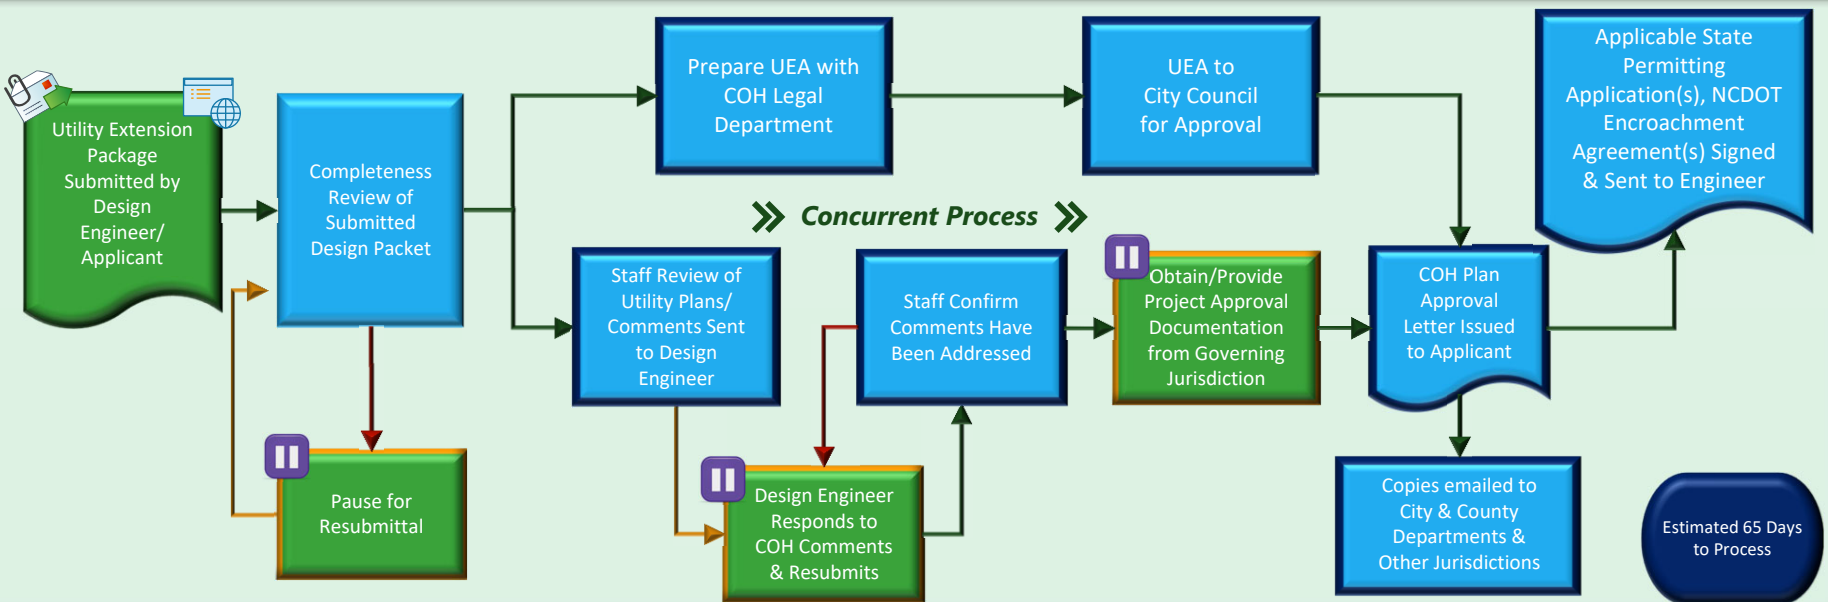 Utility Extension
Package
Submitted by
Design
Engineer/
Applicant
Completeness
Review of
Submitted
Design Packet
Pause for
Resubmittal
Prepare UEA with
COH Legal
Department
UEA to
City Council
for Approval
Concurrent Process
Staff Review of
Utility Plans/
Comments Sent
to Design
Engineer
Design Engineer
Responds to
COH Comments
& Resubmits
Staff Confirm
Comments Have
Been Addressed
Obtain/Provide
Project Approval
Documentation
from Governing
Jurisdiction
COH Plan
Approval
Letter Issued
to Applicant
Applicable State
Permitting
Application(s), NCDOT
Encroachment
Agreement(s) Signed
& Sent to Engineer
Copies emailed to
City & County
Departments &
Other Jurisdictions
Estimated 65 Days
to Process